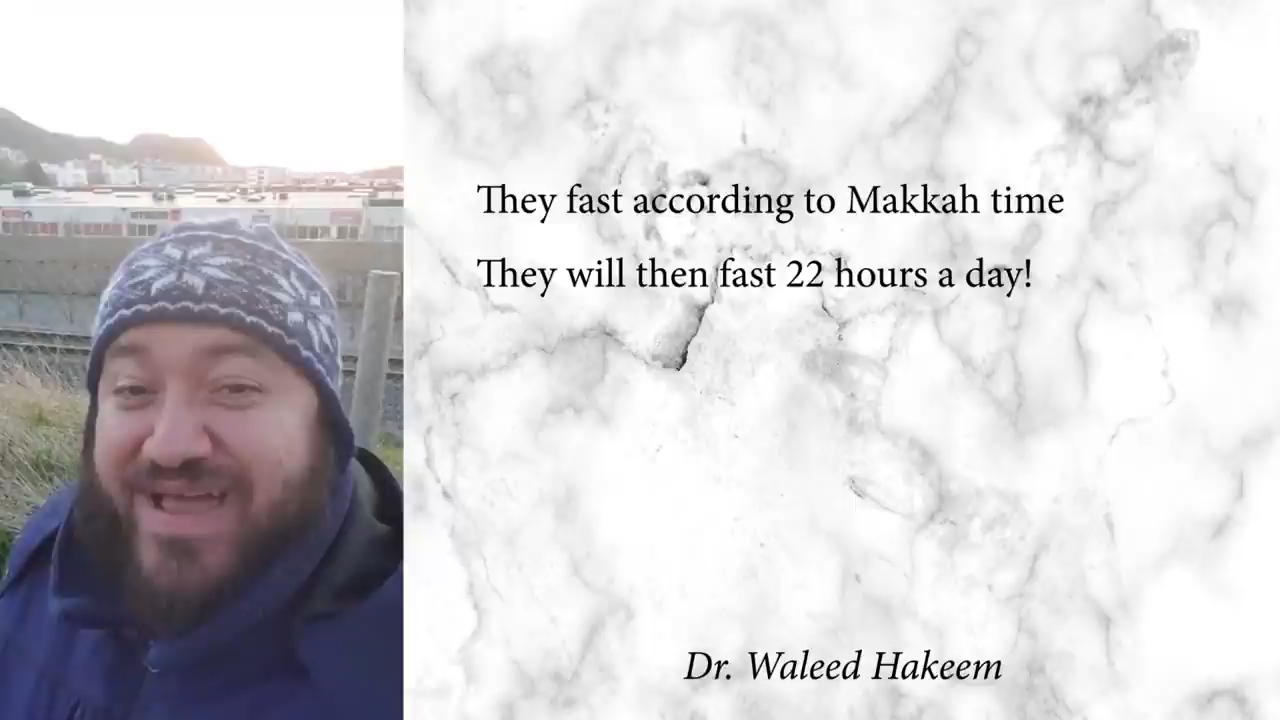 They fast according to Makkah time
They will then fast 22 hours a day!
Dr. Waleed Hakeem